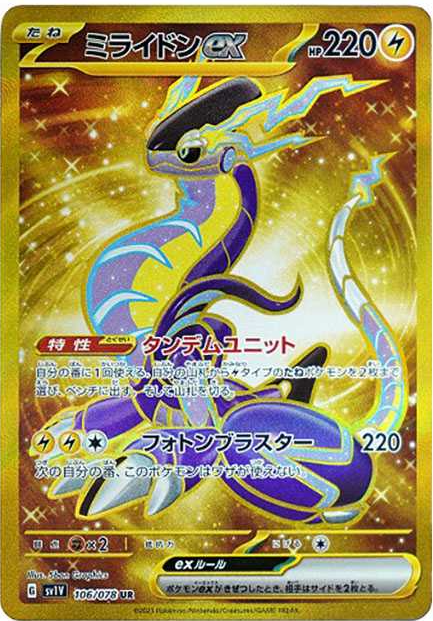 たね ミライドンex HP220
特性 とくせい タンデムユニット
自分の番に1回使える。自分の山札からタイプのたねポケモンを2枚まで
選び、ベンチに出す。そして山札を切る。
フォトンブラスター 220
次の自分の番、このポケモンはワザが使えない。
弱点 ×2 抵抗力 にげる
Illus. 5ban Graphics
exルール
G sv1V 106/078 UR
ポケモンexがきぜつしたとき、相手はサイドを2枚とる。
©2023 Pokémon/Nintendo/Creatures/GAME FREAK.